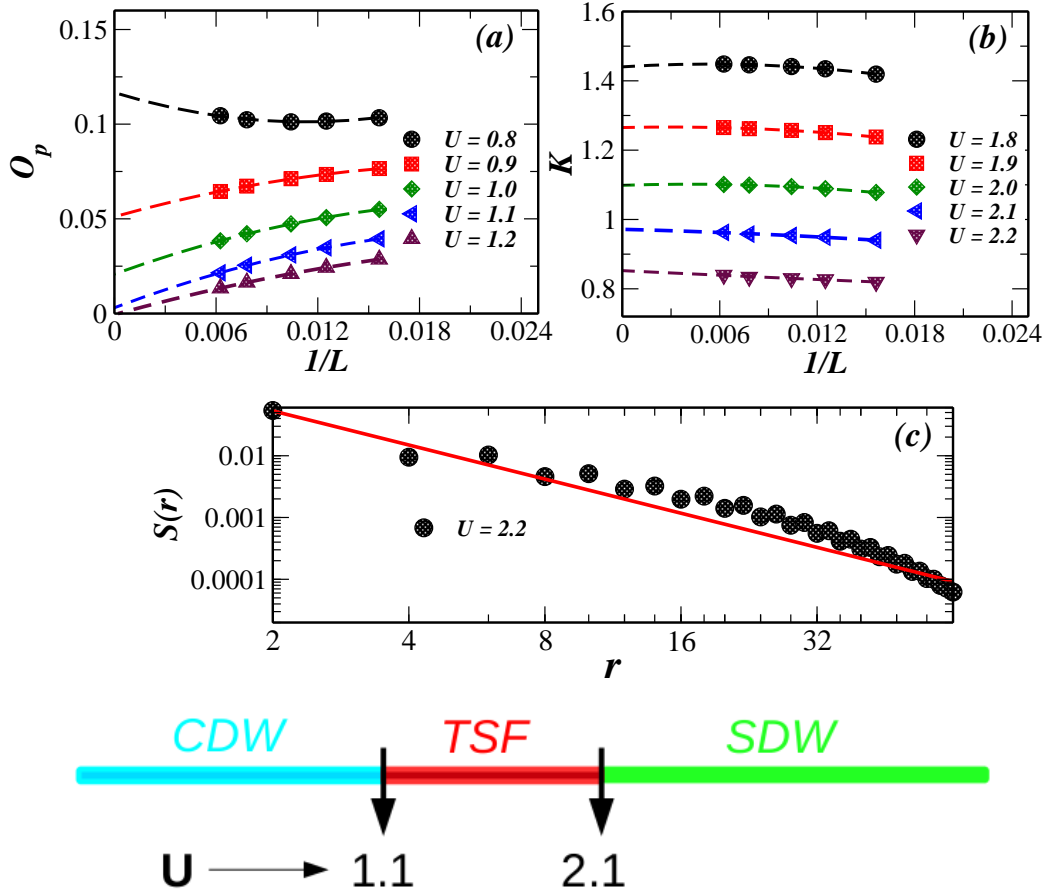 (a)
O_p
0.15
0.1
0.05
0
0 0.006 0.012 0.018 0.024
1/L
U = 0.8
U = 0.9
U = 1.0
U = 1.1
U = 1.2
(b)
K
1.6
1.4
1.2
1
0.8
0 0.006 0.012 0.018 0.024
1/L
U = 1.8
U = 1.9
U = 2.0
U = 2.1
U = 2.2
(c)
S(r)
0.01
0.001
0.0001
U = 2.2
2 4 8 16 32
r
CDW TSF SDW
U 1.1 2.1